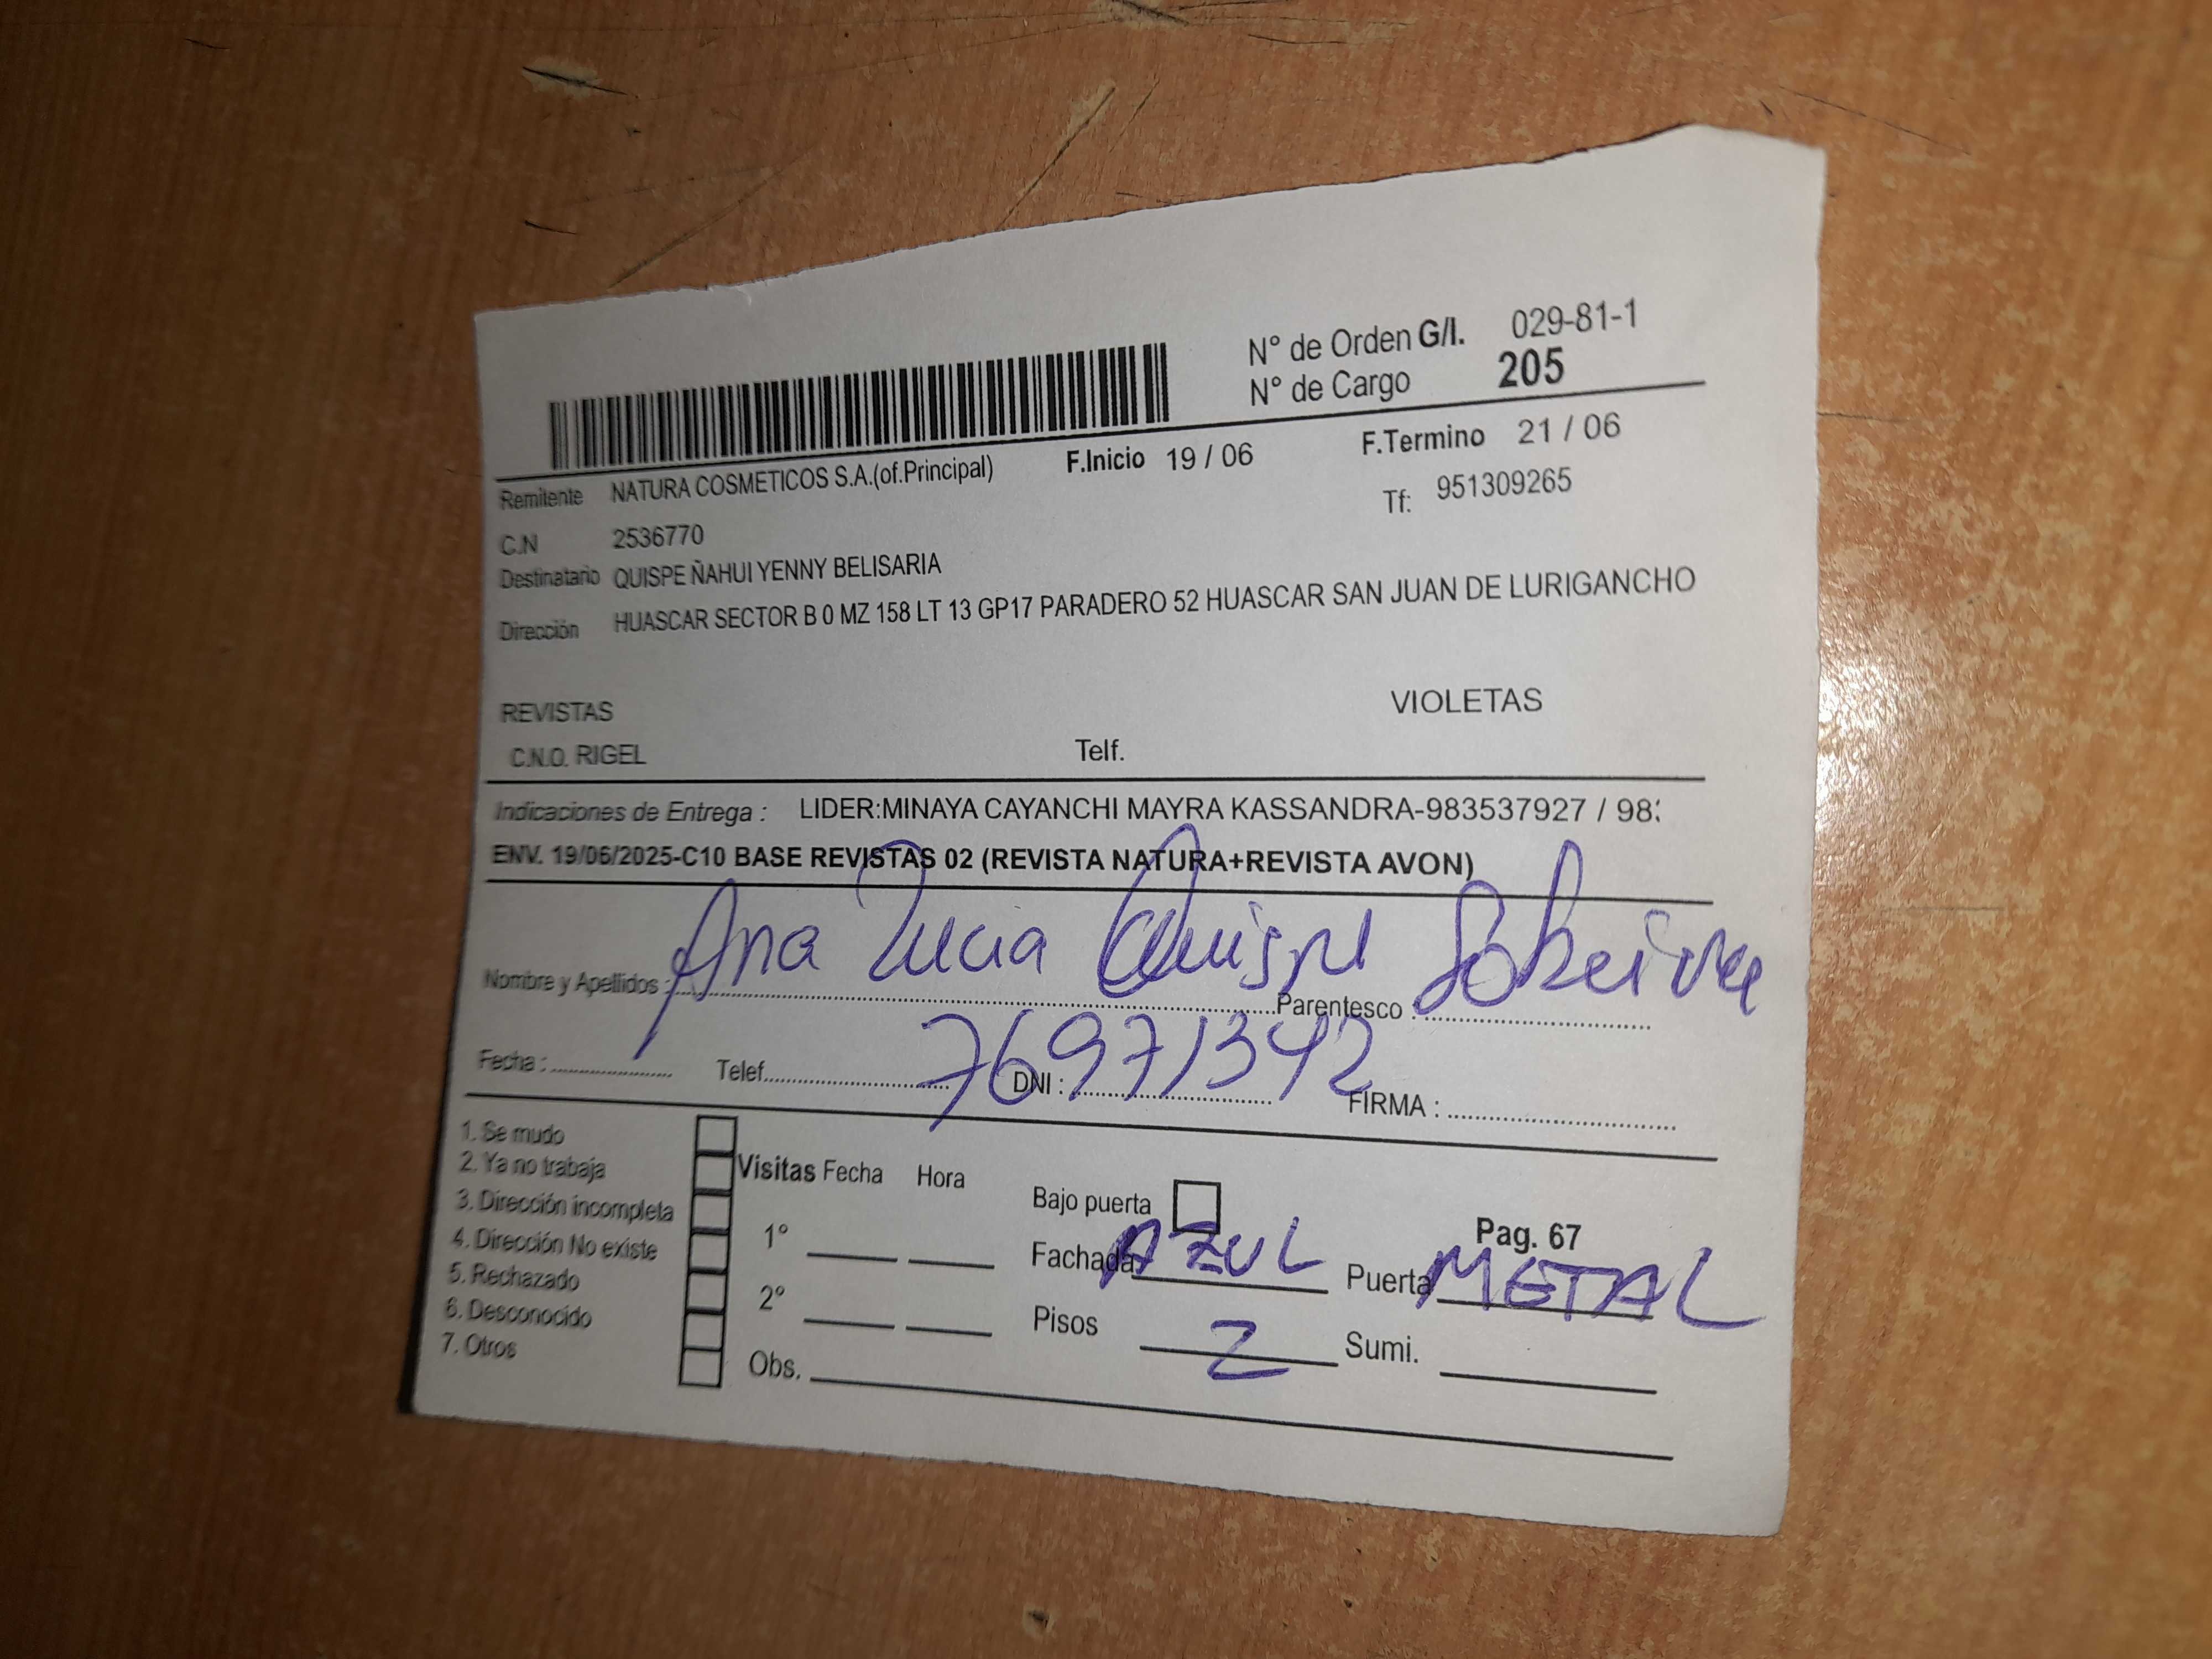 N° de Orden G/I. 029-81-1
N° de Cargo 205
F.Inicio 19 / 06 F.Termino 21 / 06
Remitente NATURA COSMETICOS S.A.(of.Principal) Tf: 951309265
C.N 2536770
Destinatario QUISPE ÑAHUI YENNY BELISARIA
Dirección HUASCAR SECTOR B 0 MZ 158 LT 13 GP17 PARADERO 52 HUASCAR SAN JUAN DE LURIGANCHO
REVISTAS VIOLETAS
C.N.O. RIGEL Telf.
Indicaciones de Entrega : LIDER:MINAYA CAYANCHI MAYRA KASSANDRA-983537927 / 98
ENV. 19/06/2025-C10 BASE REVISTAS 02 (REVISTA NATURA+REVISTA AVON)
Nombre y Apellidos : Ana Lucia Quispe Parentesco :
Fecha : Telef. DNI : 76971342 FIRMA :
1. Se mudo
2. Ya no trabaja
3. Dirección incompleta
4. Dirección No existe
5. Rechazado
6. Desconocido
7. Otros
Visitas Fecha Hora
1°
2°
Obs.
Bajo puerta Pag. 67
Fachada AZUL Puerta METAL
Pisos 2 Sumi.